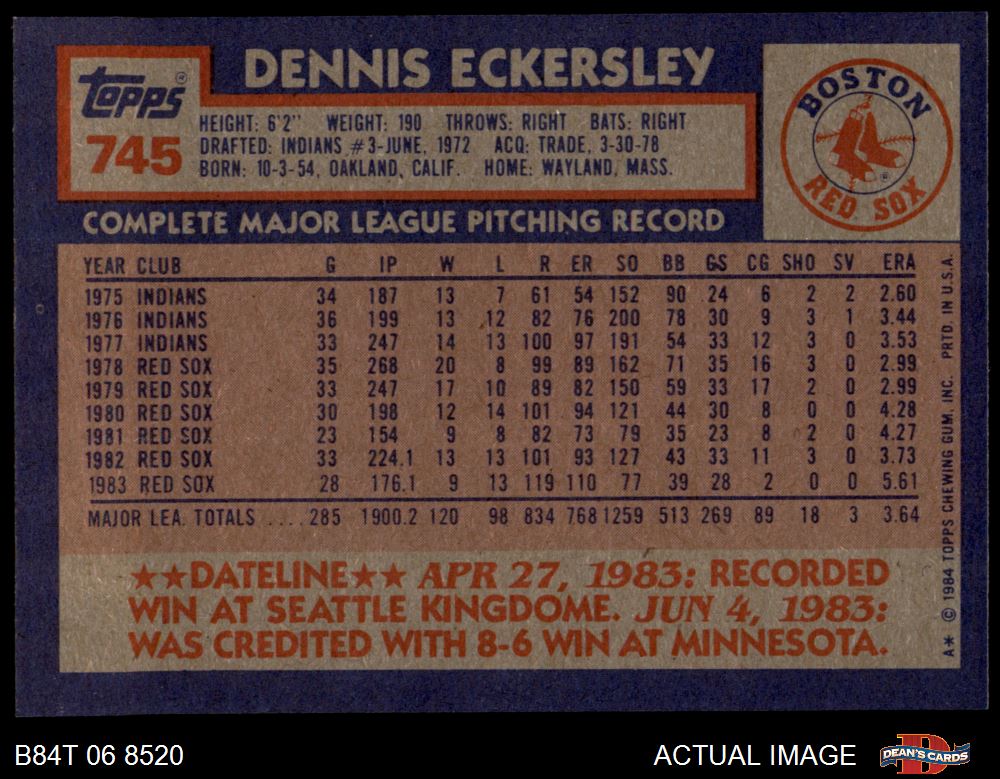 DENNIS ECKERSLEY
Topps®
745
HEIGHT: 6'2" WEIGHT: 190 THROWS: RIGHT BATS: RIGHT
DRAFTED: INDIANS #3-JUNE, 1972 ACQ: TRADE, 3-30-78
BORN: 10-3-54, OAKLAND, CALIF. HOME: WAYLAND, MASS.
BOSTON
RED SOX
®
COMPLETE MAJOR LEAGUE PITCHING RECORD
YEAR CLUB G IP W L R ER SO BB GS CG SHO SV ERA
1975 INDIANS 34 187 13 7 61 54 152 90 24 6 2 2 2.60
1976 INDIANS 36 199 13 12 82 76 200 78 30 9 3 1 3.44
1977 INDIANS 33 247 14 13 100 97 191 54 33 12 3 0 3.53
1978 RED SOX 35 268 20 8 99 89 162 71 35 16 3 0 2.99
1979 RED SOX 33 247 17 10 89 82 150 59 33 17 2 0 2.99
1980 RED SOX 30 198 12 14 101 94 121 44 30 8 0 0 4.28
1981 RED SOX 23 154 9 8 82 73 79 35 23 8 2 0 4.27
1982 RED SOX 33 224.1 13 13 101 93 127 43 33 11 3 0 3.73
1983 RED SOX 28 176.1 9 13 119 110 77 39 28 2 0 0 5.61
MAJOR LEA. TOTALS .... 285 1900.2 120 98 834 768 1259 513 269 89 18 3 3.64
★★DATELINE★★ APR 27, 1983: RECORDED
WIN AT SEATTLE KINGDOME. JUN 4, 1983:
WAS CREDITED WITH 8-6 WIN AT MINNESOTA.
A* © 1984 TOPPS CHEWING GUM, INC. PRTD. IN U.S.A.
B84T 06 8520
ACTUAL IMAGE
DEAN'S CARDS